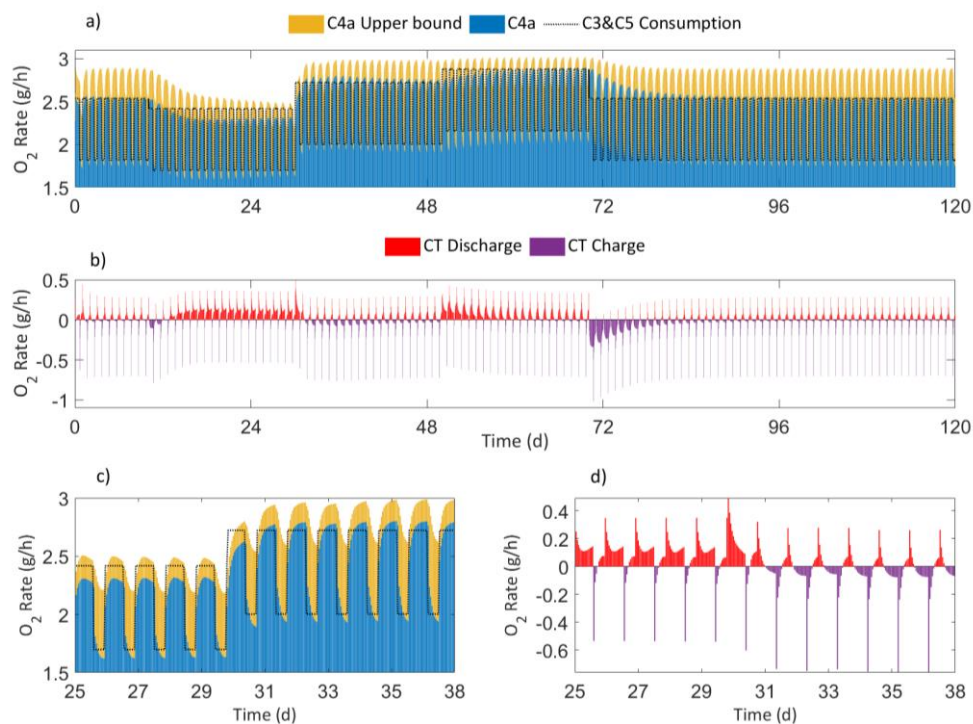 a)
C4a Upper bound C4a C3&C5 Consumption
O2 Rate (g/h)
3
2.5
2
1.5
0 24 48 72 96 120
b)
CT Discharge CT Charge
O2 Rate (g/h)
0.5
0
-0.5
-1
0 24 48 72 96 120
Time (d)
c)
O2 Rate (g/h)
3
2.5
2
1.5
25 27 29 31 33 35 38
Time (d)
d)
O2 Rate (g/h)
0.4
0.2
0
-0.2
-0.4
-0.6
25 27 29 31 33 35 38
Time (d)